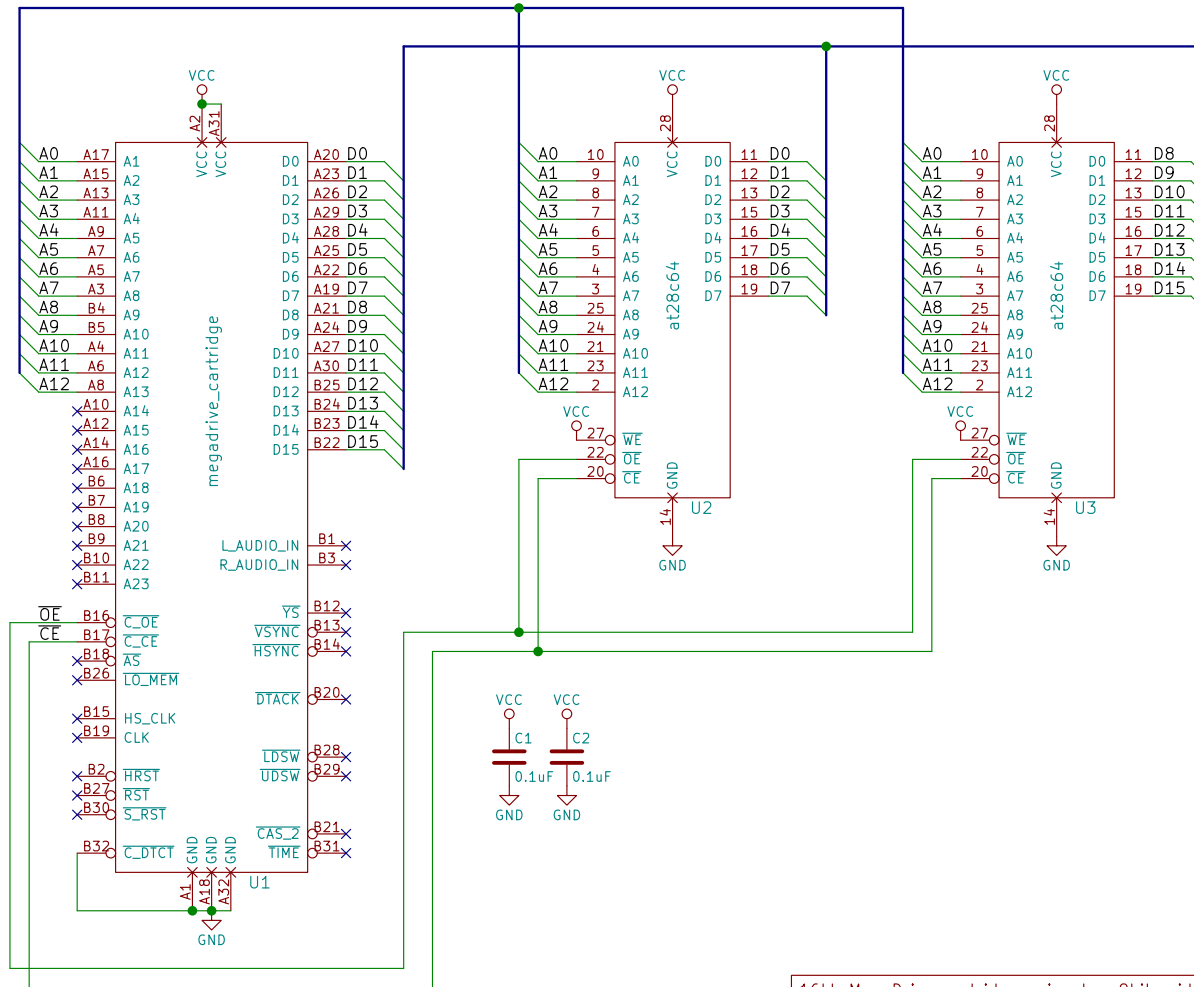 VCC
A2
A31
VCC
VCC
A0 A17 A1
A1 A15 A2
A2 A13 A3
A3 A11 A4
A4 A9 A5
A5 A7 A6
A6 A5 A7
A7 A3 A8
A8 B4 A9
A9 B5 A10
A10 A4 A11
A11 A6 A12
A12 A8 A13
A10 A14
A12 A15
A14 A16
A16 A17
B6 A18
B7 A19
B8 A20
B9 A21
B10 A22
B11 A23
OE B16 C_OE
CE B17 C_CE
B18 AS
B26 LO_MEM
B15 HS_CLK
B19 CLK
B2 HRST
B27 RST
B30 S_RST
B32 C_DTCT
megadrive_cartridge
D0 A20 D0
D1 A23 D1
D2 A26 D2
D3 A29 D3
D4 A28 D4
D5 A25 D5
D6 A22 D6
D7 A19 D7
D8 A21 D8
D9 A24 D9
D10 A27 D10
D11 A30 D11
D12 B25 D12
D13 B24 D13
D14 B23 D14
D15 B22 D15
L_AUDIO_IN B1
R_AUDIO_IN B3
YS B12
VSYNC B13
HSYNC B14
DTACK B20
LDSW B28
UDSW B29
CAS_2 B21
TIME B31
GND
GND
GND
A1
A18
A32
U1
GND
VCC
28
VCC
A0 10 A0
A1 9 A1
A2 8 A2
A3 7 A3
A4 6 A4
A5 5 A5
A6 4 A6
A7 3 A7
A8 25 A8
A9 24 A9
A10 21 A10
A11 23 A11
A12 2 A12
VCC
27 WE
22 OE
20 CE
at28c64
D0 11 D0
D1 12 D1
D2 13 D2
D3 15 D3
D4 16 D4
D5 17 D5
D6 18 D6
D7 19 D7
GND
14
U2
GND
VCC
28
VCC
A0 10 A0
A1 9 A1
A2 8 A2
A3 7 A3
A4 6 A4
A5 5 A5
A6 4 A6
A7 3 A7
A8 25 A8
A9 24 A9
A10 21 A10
A11 23 A11
A12 2 A12
VCC
27 WE
22 OE
20 CE
at28c64
D0 11 D8
D1 12 D9
D2 13 D10
D3 15 D11
D4 16 D12
D5 17 D13
D6 18 D14
D7 19 D15
GND
14
U3
GND
VCC
C1
0.1uF
GND
VCC
C2
0.1uF
GND